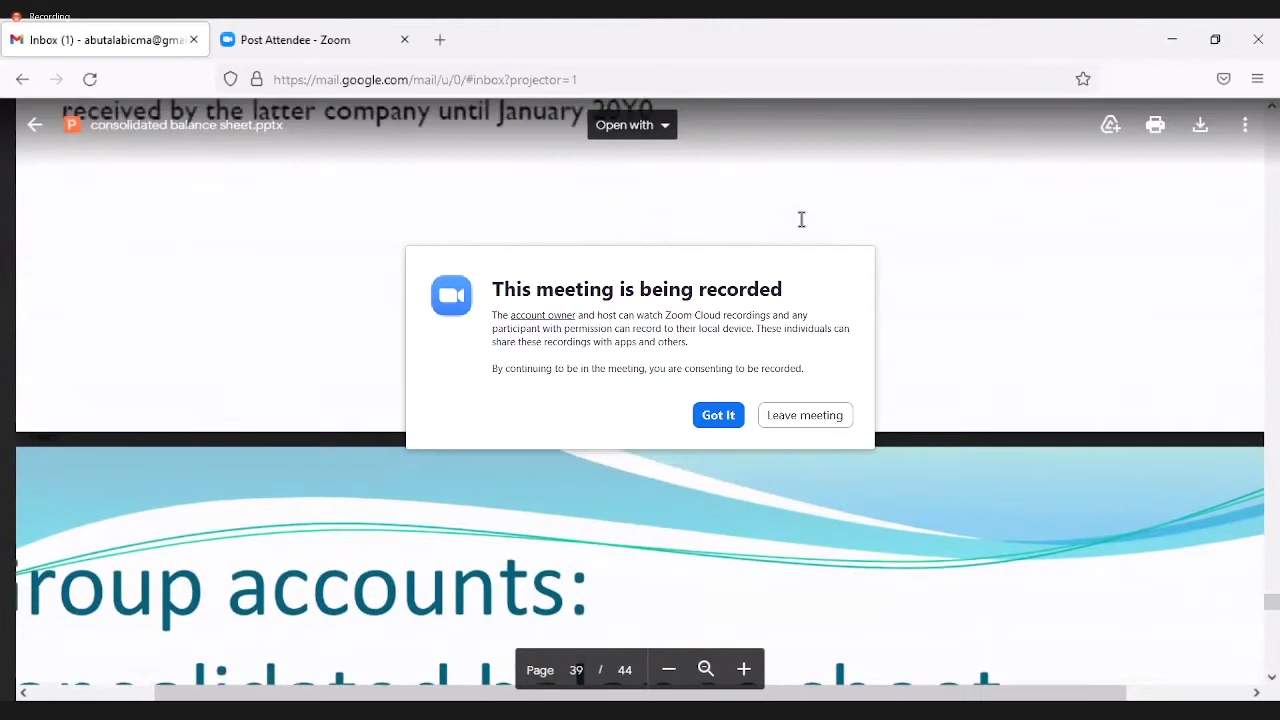 Recording
Inbox (1) - abutalabicma@gmai
Post Attendee - Zoom
https://mail.google.com/mail/u/0/#inbox?projector=1
received by the latter company until January 20X0
consolidated balance sheet.pptx
Open with
This meeting is being recorded
The account owner and host can watch Zoom Cloud recordings and any
participant with permission can record to their local device. These individuals can
share these recordings with apps and others.
By continuing to be in the meeting, you are consenting to be recorded.
Got It
Leave meeting
roup accounts:
Page 39 / 44